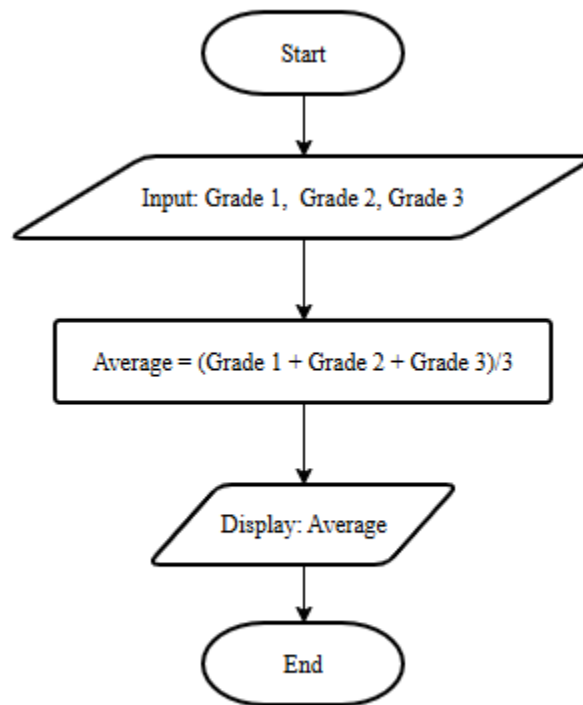 Start
Input: Grade 1,  Grade 2, Grade 3
Average = (Grade 1 + Grade 2 + Grade 3)/3
Display: Average
End